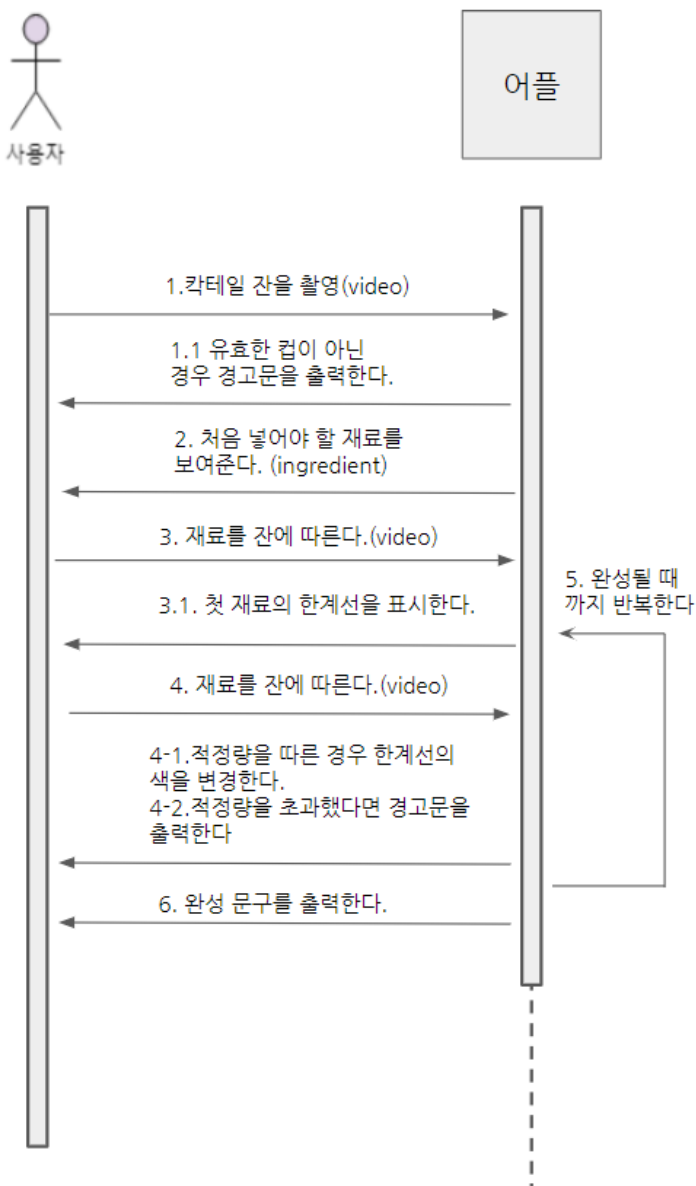 어플
사용자
1.칵테일 잔을 촬영(video)
1.1 유효한 컵이 아닌
경우 경고문을 출력한다.
2. 처음 넣어야 할 재료를
보여준다. (ingredient)
3. 재료를 잔에 따른다.(video)
5. 완성될 때
까지 반복한다
3.1. 첫 재료의 한계선을 표시한다.
4. 재료를 잔에 따른다.(video)
4-1.적정량을 따른 경우 한계선의
색을 변경한다.
4-2.적정량을 초과했다면 경고문을
출력한다
6. 완성 문구를 출력한다.